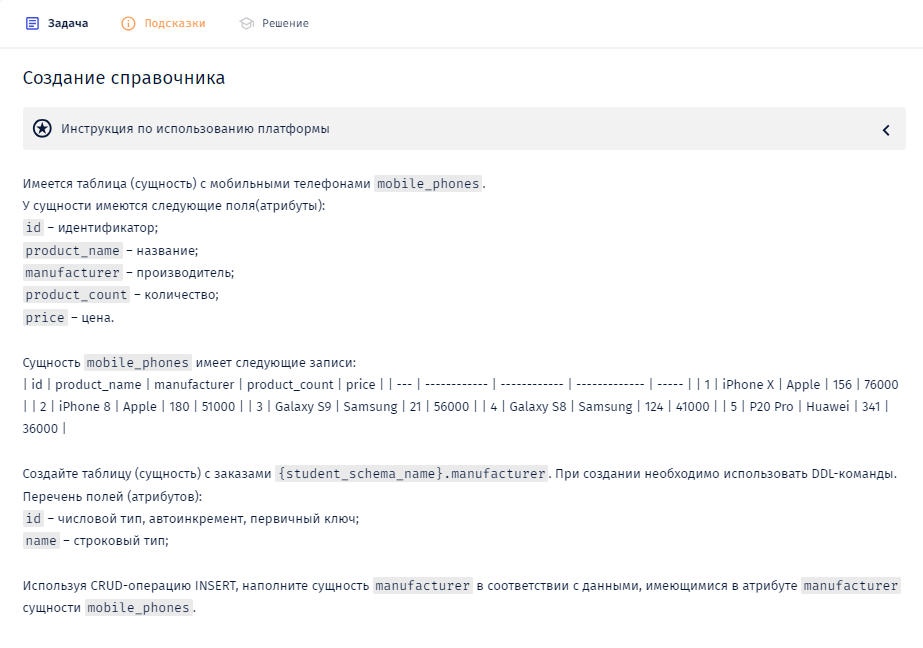 Задача Подсказки Решение
Создание справочника
Инструкция по использованию платформы
Имеется таблица (сущность) с мобильными телефонами mobile_phones.
У сущности имеются следующие поля(атрибуты):
id – идентификатор;
product_name – название;
manufacturer – производитель;
product_count – количество;
price – цена.
Сущность mobile_phones имеет следующие записи:
| id | product_name | manufacturer | product_count | price | | --- | ------------ | ------------ | ------------- | ----- | | 1 | iPhone X | Apple | 156 | 76000
| | 2 | iPhone 8 | Apple | 180 | 51000 | | 3 | Galaxy S9 | Samsung | 21 | 56000 | | 4 | Galaxy S8 | Samsung | 124 | 41000 | | 5 | P20 Pro | Huawei | 341 |
36000 |
Создайте таблицу (сущность) с заказами {student_schema_name}.manufacturer. При создании необходимо использовать DDL-команды.
Перечень полей (атрибутов):
id – числовой тип, автоинкремент, первичный ключ;
name – строковый тип;
Используя CRUD-операцию INSERT, наполните сущность manufacturer в соответствии с данными, имеющимися в атрибуте manufacturer
сущности mobile_phones.